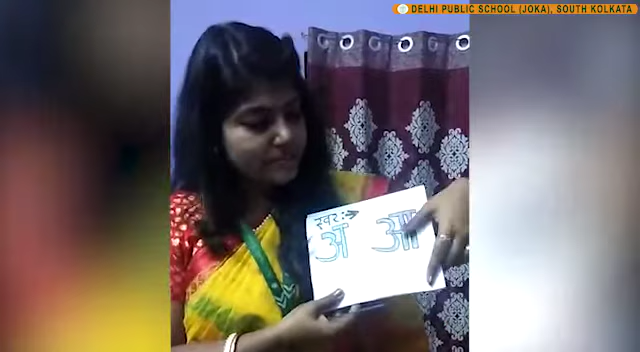 DELHI PUBLIC SCHOOL (JOKA), SOUTH KOLKATA
स्वर :→
अ आ